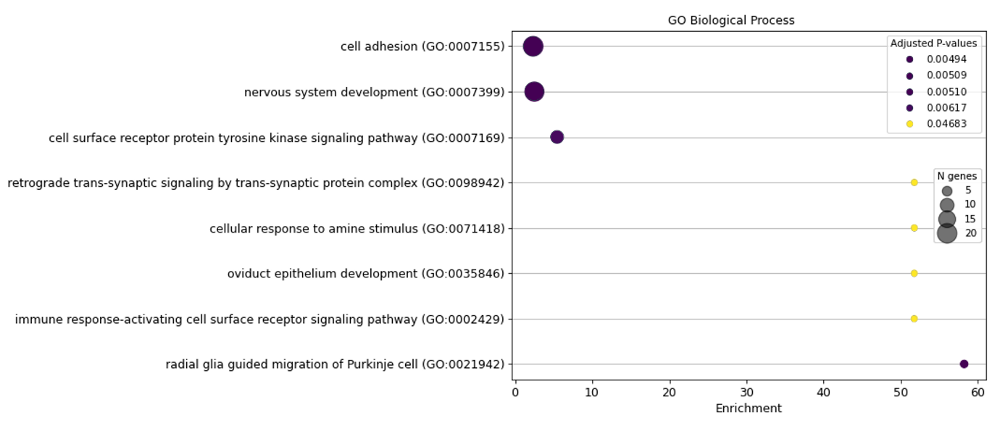 GO Biological Process
cell adhesion (GO:0007155)
nervous system development (GO:0007399)
cell surface receptor protein tyrosine kinase signaling pathway (GO:0007169)
retrograde trans-synaptic signaling by trans-synaptic protein complex (GO:0098942)
cellular response to amine stimulus (GO:0071418)
oviduct epithelium development (GO:0035846)
immune response-activating cell surface receptor signaling pathway (GO:0002429)
radial glia guided migration of Purkinje cell (GO:0021942)
Adjusted P-values
0.00494
0.00509
0.00510
0.00617
0.04683
N genes
5
10
15
20
0 10 20 30 40 50 60
Enrichment